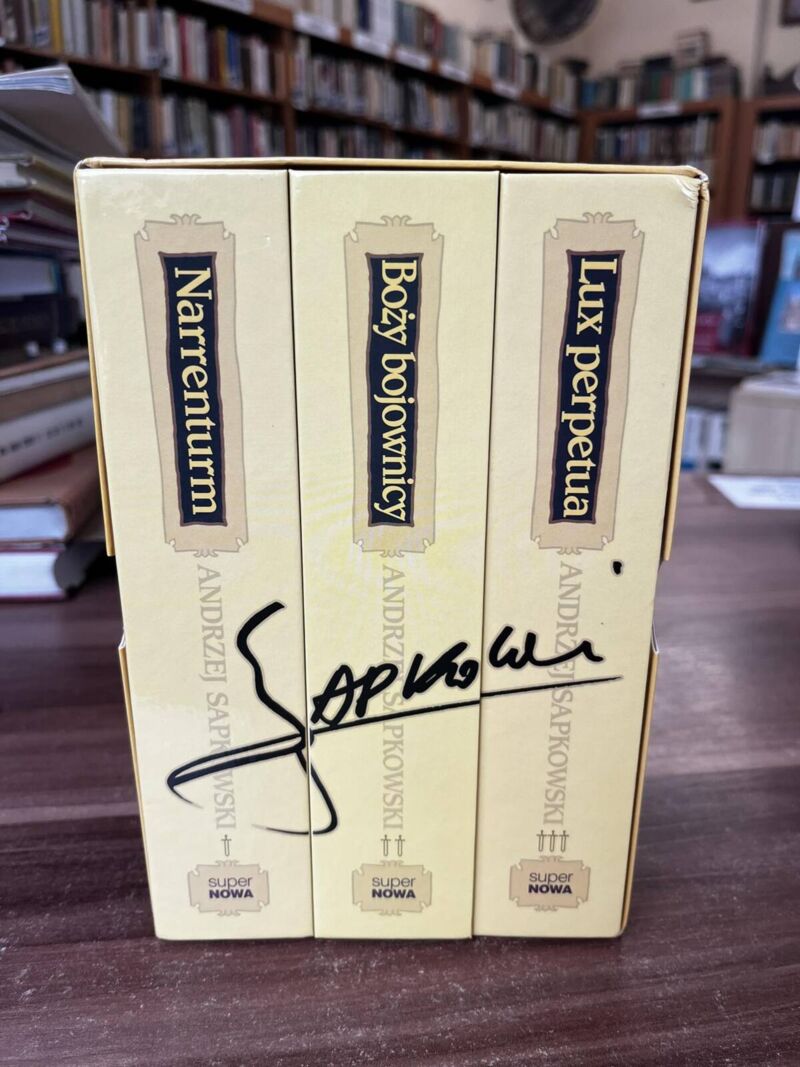 Narrenturm
ANDRZEJ SAPKOWSKI
super
NOWA
Boży bojownicy
ANDRZEJ SAPKOWSKI
super
NOWA
Lux perpetua
ANDRZEJ SAPKOWSKI
super
NOWA
Sapkowski